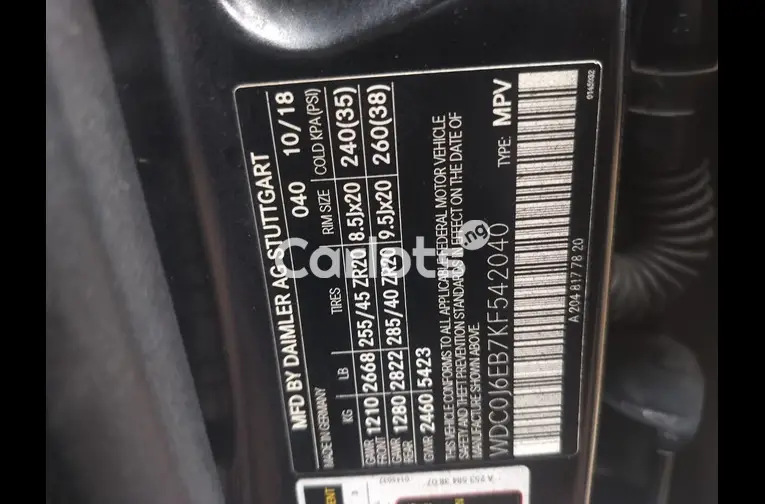 MFD BY DAIMLER AG-STUTTGART
MADE IN GERMANY 040 10/18
KG LB TIRES RIM SIZE COLD KPA (PSI)
GAWR FRONT 1210 2668 255/45 ZR20 8.5Jx20 240(35)
GAWR REAR 1280 2822 285/40 ZR20 9.5Jx20 260(38)
GVWR 2460 5423
THIS VEHICLE CONFORMS TO ALL APPLICABLE FEDERAL MOTOR VEHICLE
SAFETY AND THEFT PREVENTION STANDARDS IN EFFECT ON THE DATE OF
MANUFACTURE SHOWN ABOVE.
WDC0J6EB7KF542040 TYPE: MPV
A 204 817 78 20
Carlots.ng